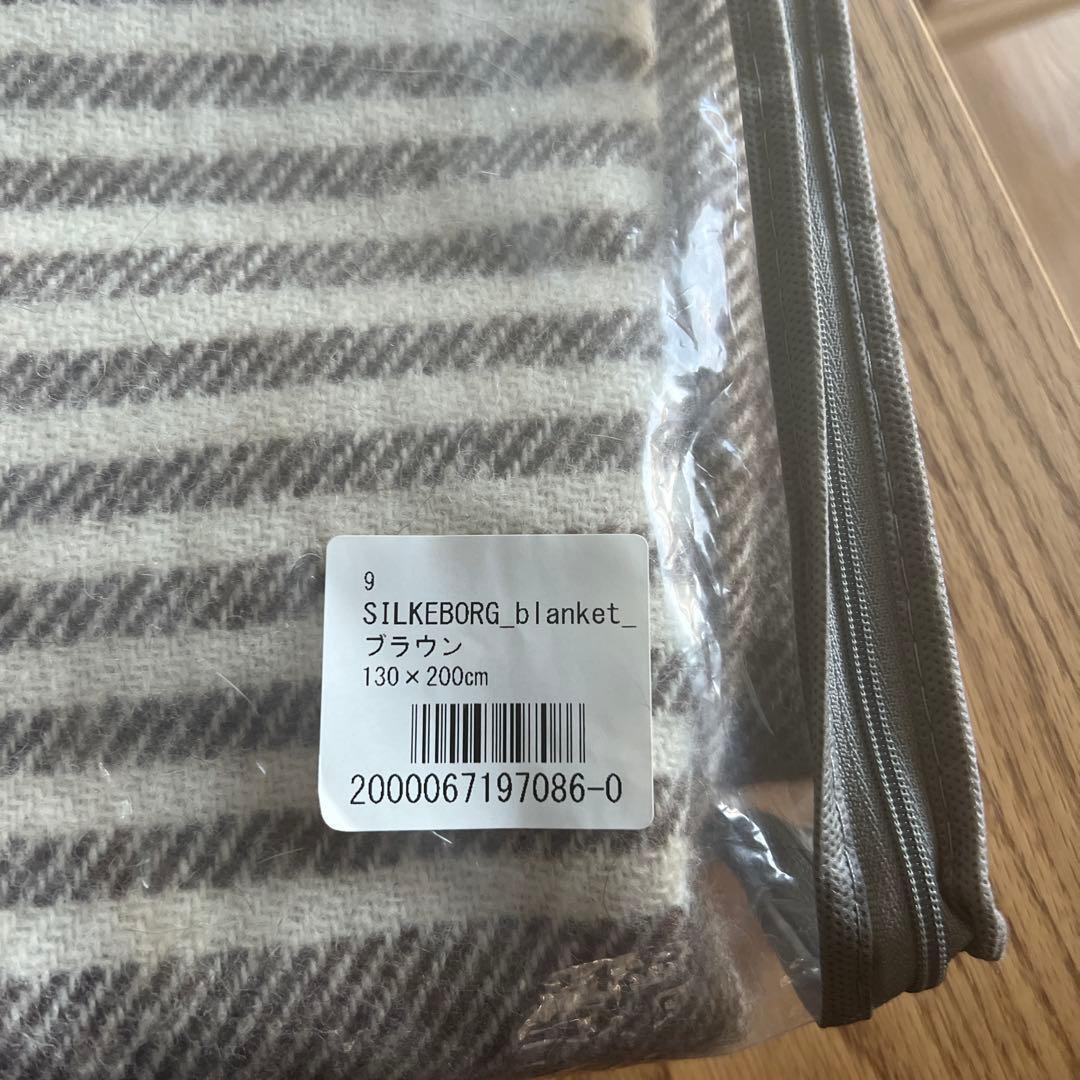 9
SILKEBORG_blanket_
ブラウン
130×200cm
2000067197086-0